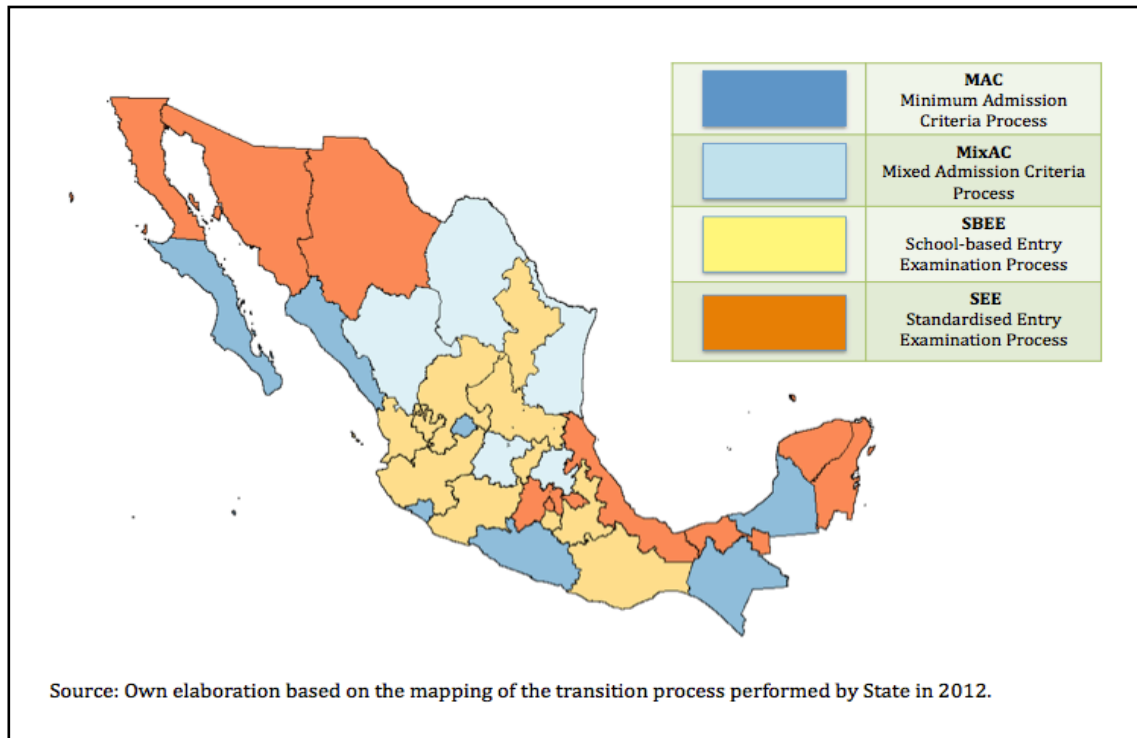 MAC
Minimum Admission
Criteria Process
MixAC
Mixed Admission Criteria
Process
SBEE
School-based Entry
Examination Process
SEE
Standardised Entry
Examination Process
Source: Own elaboration based on the mapping of the transition process performed by State in 2012.